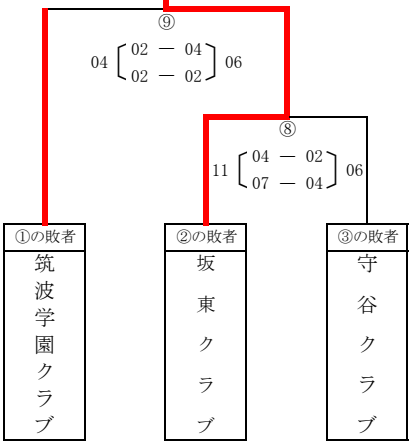 ⑨
04 02 － 04 06
02 － 02
⑧
11 04 － 02 06
07 － 04
①の敗者 ②の敗者 ③の敗者
筑波学園クラブ
坂東クラブ
守谷クラブ